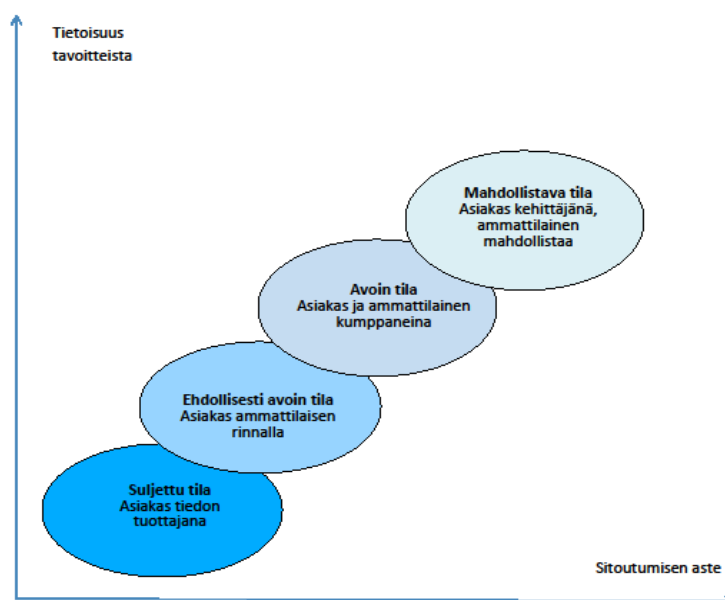 Tietoisuus
tavoitteista
Mahdollistava tila
Asiakas kehittäjänä,
ammattilainen
mahdollistaa
Avoin tila
Asiakas ja ammattilainen
kumppaneina
Ehdollisesti avoin tila
Asiakas ammattilaisen
rinnalla
Suljettu tila
Asiakas tiedon
tuottajana
Sitoutumisen aste